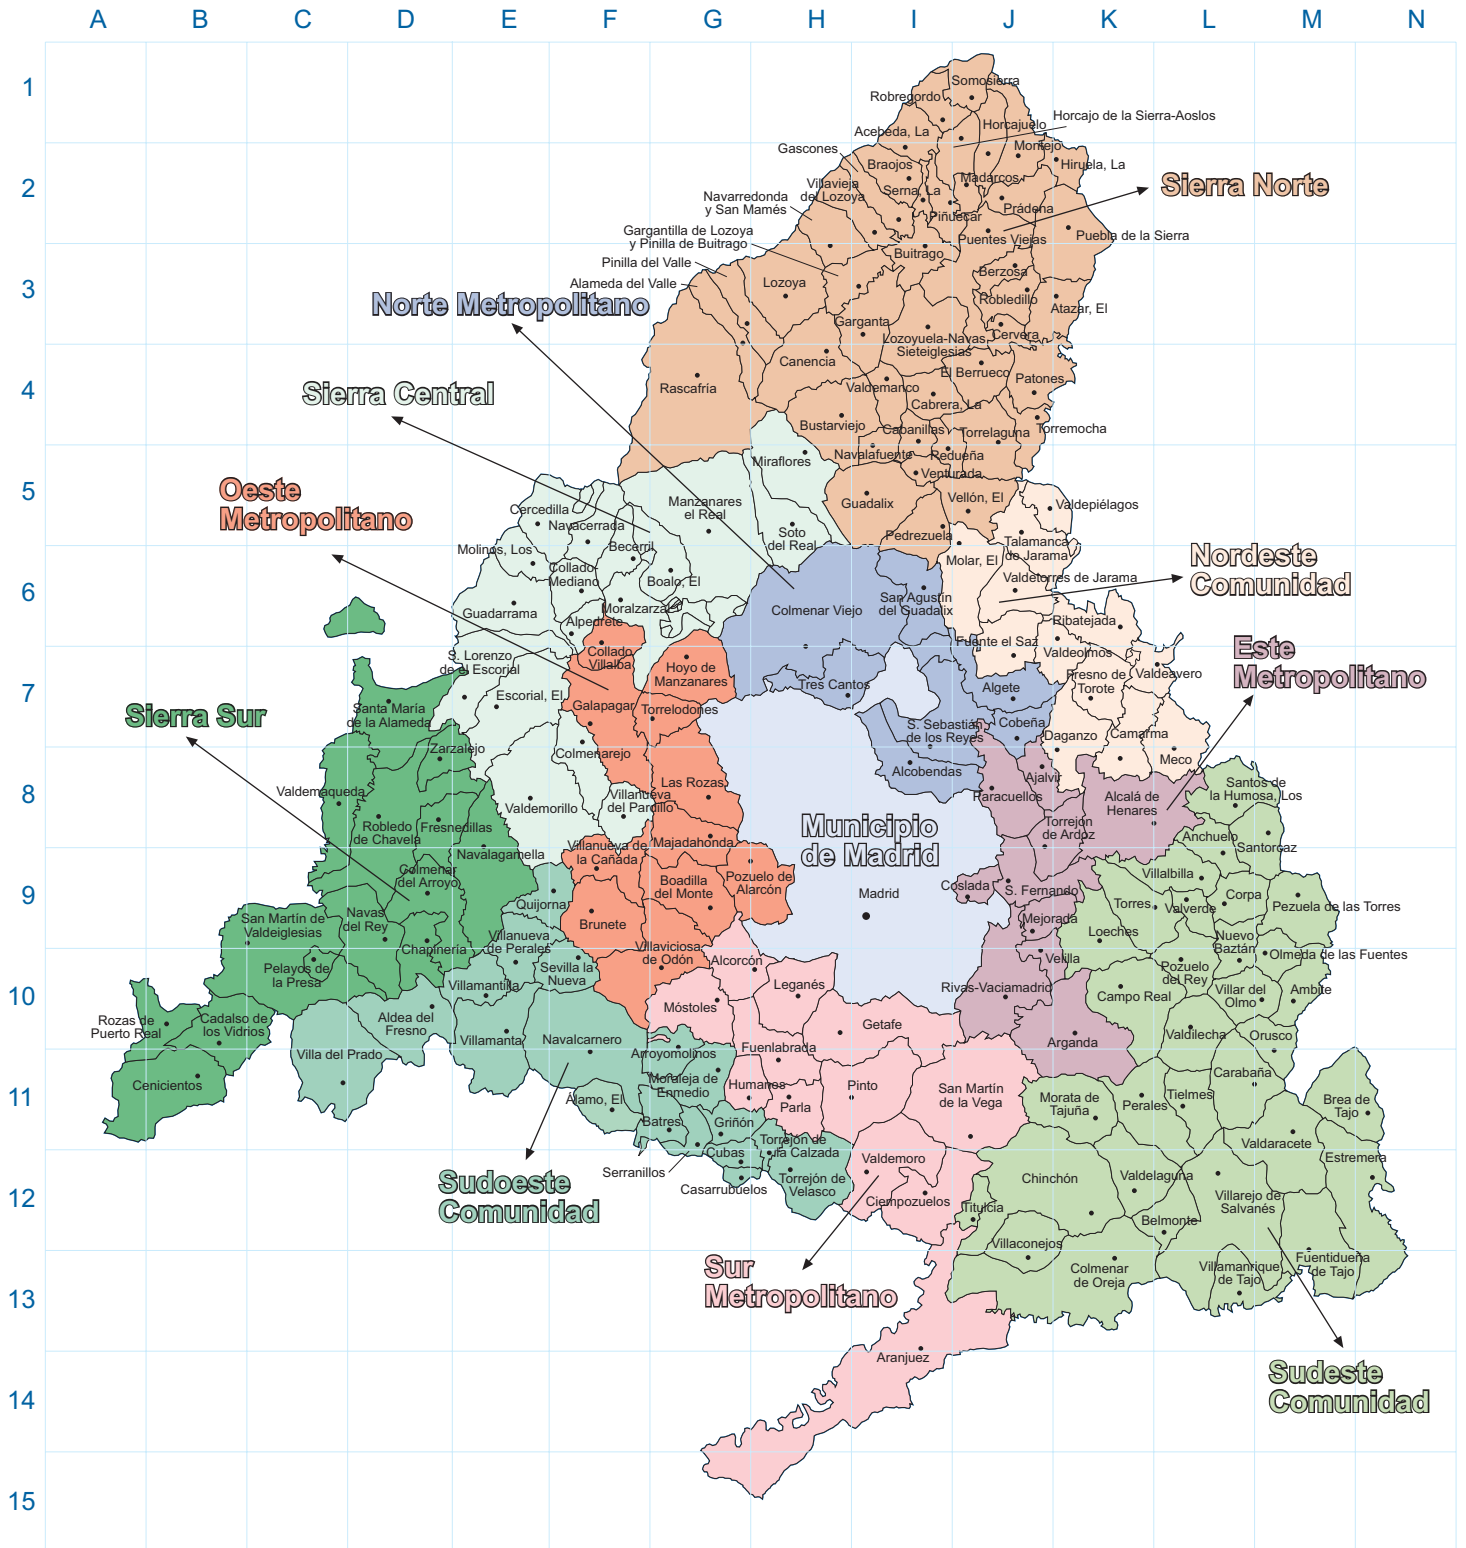 A B C D E F G H I J K L M N
1
Somosierra
Robregordo
Horcajo de la Sierra-Aoslos
Horcajuelo
Acebeda, La
Montejo
Gascones
Braojos
Hiruela, La
2
Madarcos
Villavieja
del Lozoya
Serna, La
Sierra Norte
Navarredonda
y San Mamés
Prádena
Piñuécar
Gargantilla de Lozoya
y Pinilla de Buitrago
Puentes Viejas
Puebla de la Sierra
Buitrago
Pinilla del Valle
Berzosa
3
Alameda del Valle
Lozoya
Norte Metropolitano
Robledillo
Atazar, El
Garganta
Cervera
Lozoyuela-Navas
Sieteiglesias
Canencia
El Berrueco
4
Sierra Central
Rascafría
Valdemanco
Patones
Cabrera, La
Bustarviejo
Cabanillas
Torrelaguna
Torremocha
Navalafuente
Redueña
Miraflores
Venturada
5
Oeste
Metropolitano
Manzanares
el Real
Guadalix
Vellón, El
Valdepiélagos
Cercedilla
Navacerrada
Soto
del Real
Pedrezuela
Talamanca
de Jarama
Molinos, Los
Becerril
Molar, El
Nordeste
Comunidad
Collado
Mediano
Boalo, El
Valdetorres de Jarama
6
Guadarrama
Moralzarzal
Colmenar Viejo
San Agustín
del Guadalix
Alpedrete
Ribatejada
Fuente el Saz
S. Lorenzo
de el Escorial
Collado
Villalba
Valdeolmos
Este
Metropolitano
Hoyo de
Manzanares
Fresno de
Torote
Valdeavero
7
Escorial, El
Tres Cantos
Algete
Santa María
de la Alameda
Galapagar
Torrelodones
Sierra Sur
Cobeña
S. Sebastián
de los Reyes
Daganzo
Camarma
Zarzalejo
Colmenarejo
Meco
Alcobendas
Ajalvir
8
Valdemaqueda
Las Rozas
Santos de
la Humosa, Los
Villanueva
del Pardillo
Paracuellos
Alcalá de
Henares
Valdemorillo
Robledo
de Chavela
Fresnedillas
Municipio
de Madrid
Torrejón
de Ardoz
Anchuelo
Majadahonda
Villanueva de
la Cañada
Santorcaz
Navalagamella
Colmenar
del Arroyo
Pozuelo de
Alarcón
Villalbilla
9
Boadilla
del Monte
Coslada
S. Fernando
Madrid
Corpa
Quijorna
Torres
Valverde
Pezuela de las Torres
San Martín de
Valdeiglesias
Navas
del Rey
Brunete
Mejorada
Loeches
Villanueva
de Perales
Nuevo
Baztán
Chapinería
Villaviciosa
de Odón
Alcorcón
Velilla
Olmeda de las Fuentes
Pelayos de
la Presa
Sevilla la
Nueva
Pozuelo
del Rey
10
Villamantilla
Leganés
Rivas-Vaciamadrid
Campo Real
Villar del
Olmo
Ambite
Móstoles
Rozas de
Puerto Real
Cadalso de
los Vidrios
Aldea del
Fresno
Getafe
Valdilecha
Orusco
Villamanta
Navalcarnero
Arganda
Villa del Prado
Arroyomolinos
Fuenlabrada
Carabaña
11
Cenicientos
Moraleja de
Enmedio
Humanes
Pinto
San Martín
de la Vega
Álamo, El
Parla
Morata de
Tajuña
Perales
Tielmes
Brea de
Tajo
Batres
Griñón
Valdaracete
Torrejón de
la Calzada
Cubas
Estremera
Sudoeste
Comunidad
Serranillos
Valdemoro
Chinchón
Valdelaguna
12
Casarrubuelos
Torrejón de
Velasco
Ciempozuelos
Titulcia
Villarejo de
Salvanés
Belmonte
Villaconejos
Sur
Metropolitano
Colmenar
de Oreja
Villamanrique
de Tajo
Fuentidueña
de Tajo
13
Aranjuez
Sudeste
Comunidad
14
15